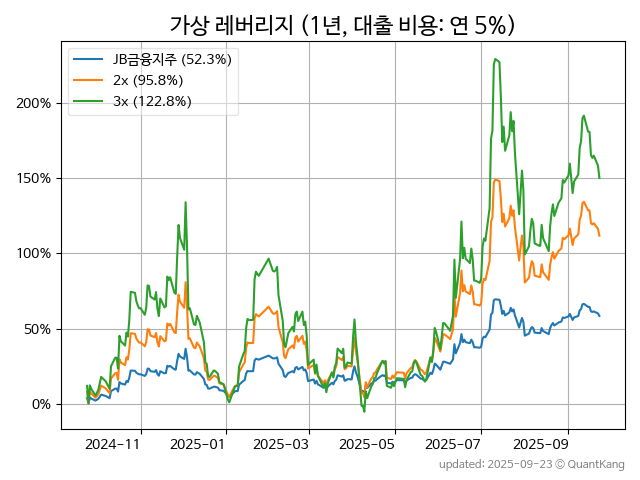 가상 레버리지 (1년, 대출 비용: 연 5%)
JB금융지주 (52.3%)
2x (95.8%)
3x (122.8%)
200%
150%
100%
50%
0%
2024-11 2025-01 2025-03 2025-05 2025-07 2025-09
updated: 2025-09-23 © QuantKang